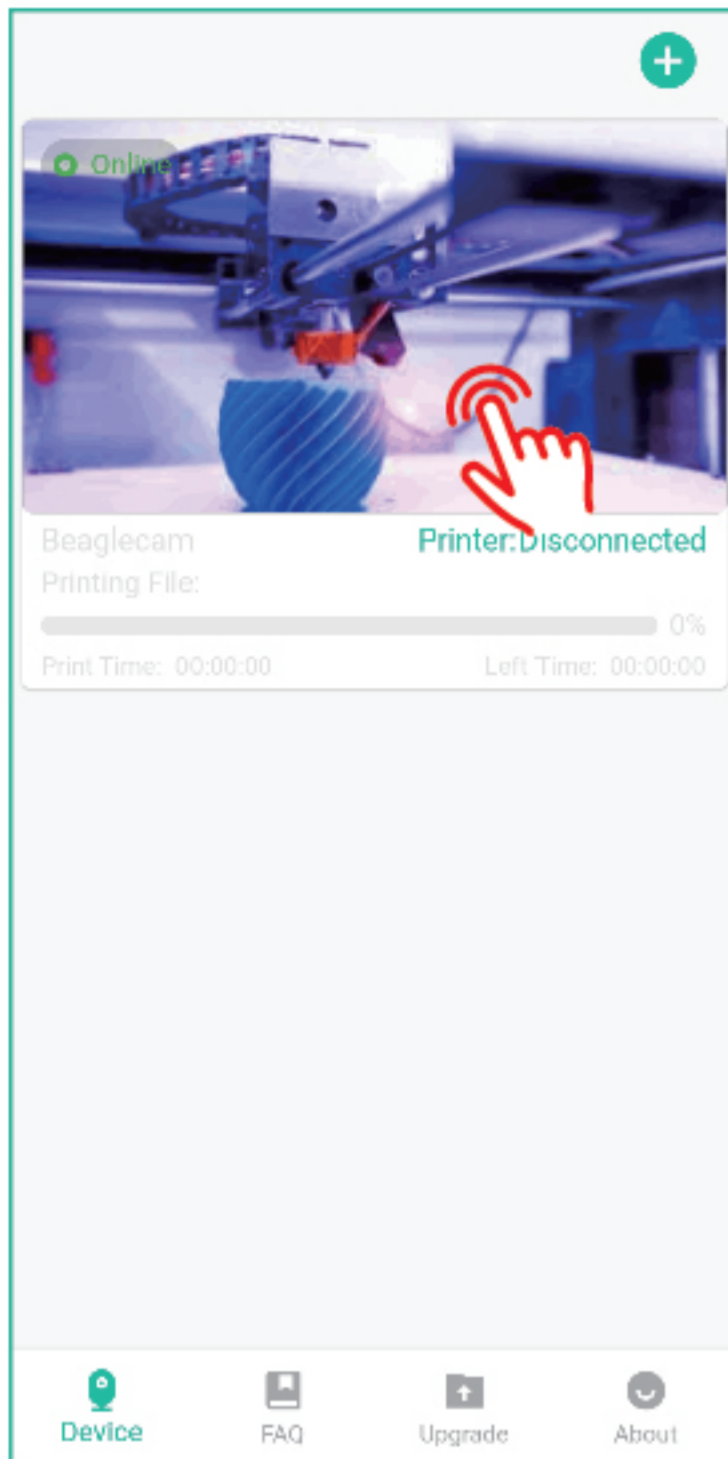 Online
Beaglecam Printer:Disconnected
Printing File:
0%
Print Time: 00:00:00 Left Time: 00:00:00
Device FAQ Upgrade About